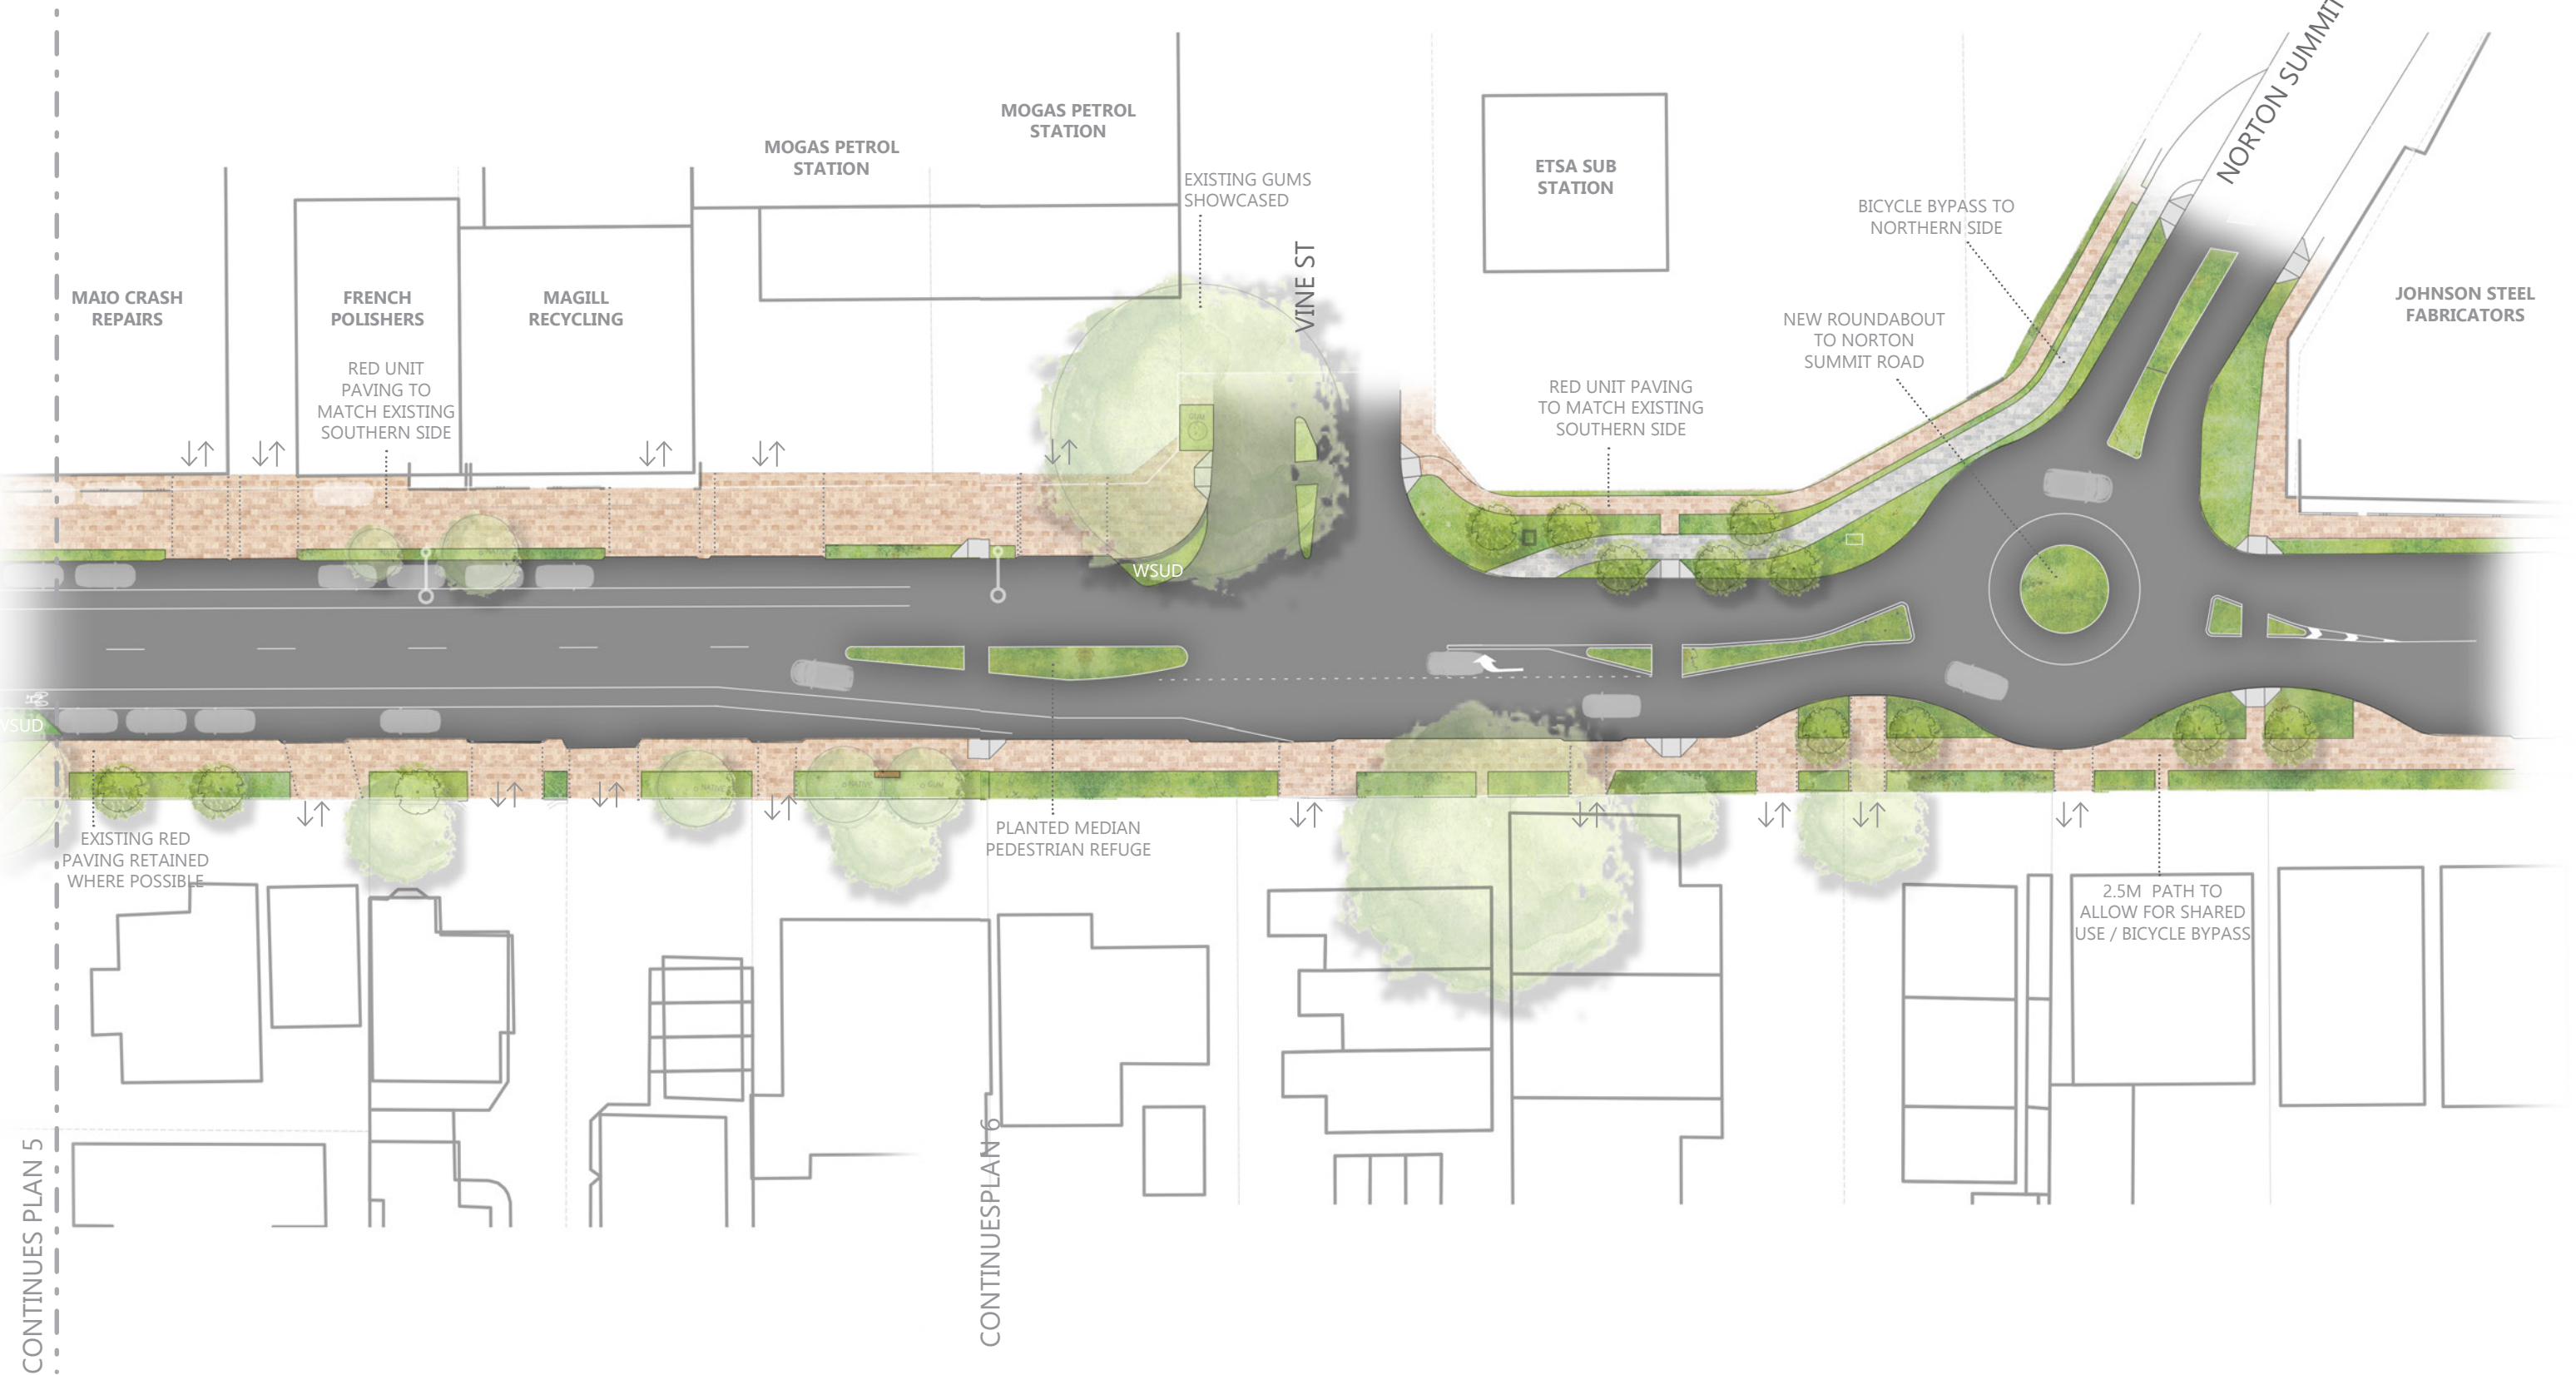 NORTON SUMMIT
MOGAS PETROL
STATION
MOGAS PETROL
STATION
ETSA SUB
STATION
EXISTING GUMS
SHOWCASED
BICYCLE BYPASS TO
NORTHERN SIDE
VINE ST
MAIO CRASH
REPAIRS
FRENCH
POLISHERS
MAGILL
RECYCLING
JOHNSON STEEL
FABRICATORS
NEW ROUNDABOUT
TO NORTON
SUMMIT ROAD
RED UNIT
PAVING TO
MATCH EXISTING
SOUTHERN SIDE
RED UNIT PAVING
TO MATCH EXISTING
SOUTHERN SIDE
GUM
WSUD
WSUD
NATIVE
NATIVE
GUM
EXISTING RED
PAVING RETAINED
WHERE POSSIBLE
PLANTED MEDIAN
PEDESTRIAN REFUGE
2.5M PATH TO
ALLOW FOR SHARED
USE / BICYCLE BYPASS
CONTINUES PLAN 5
CONTINUESPLAN 6